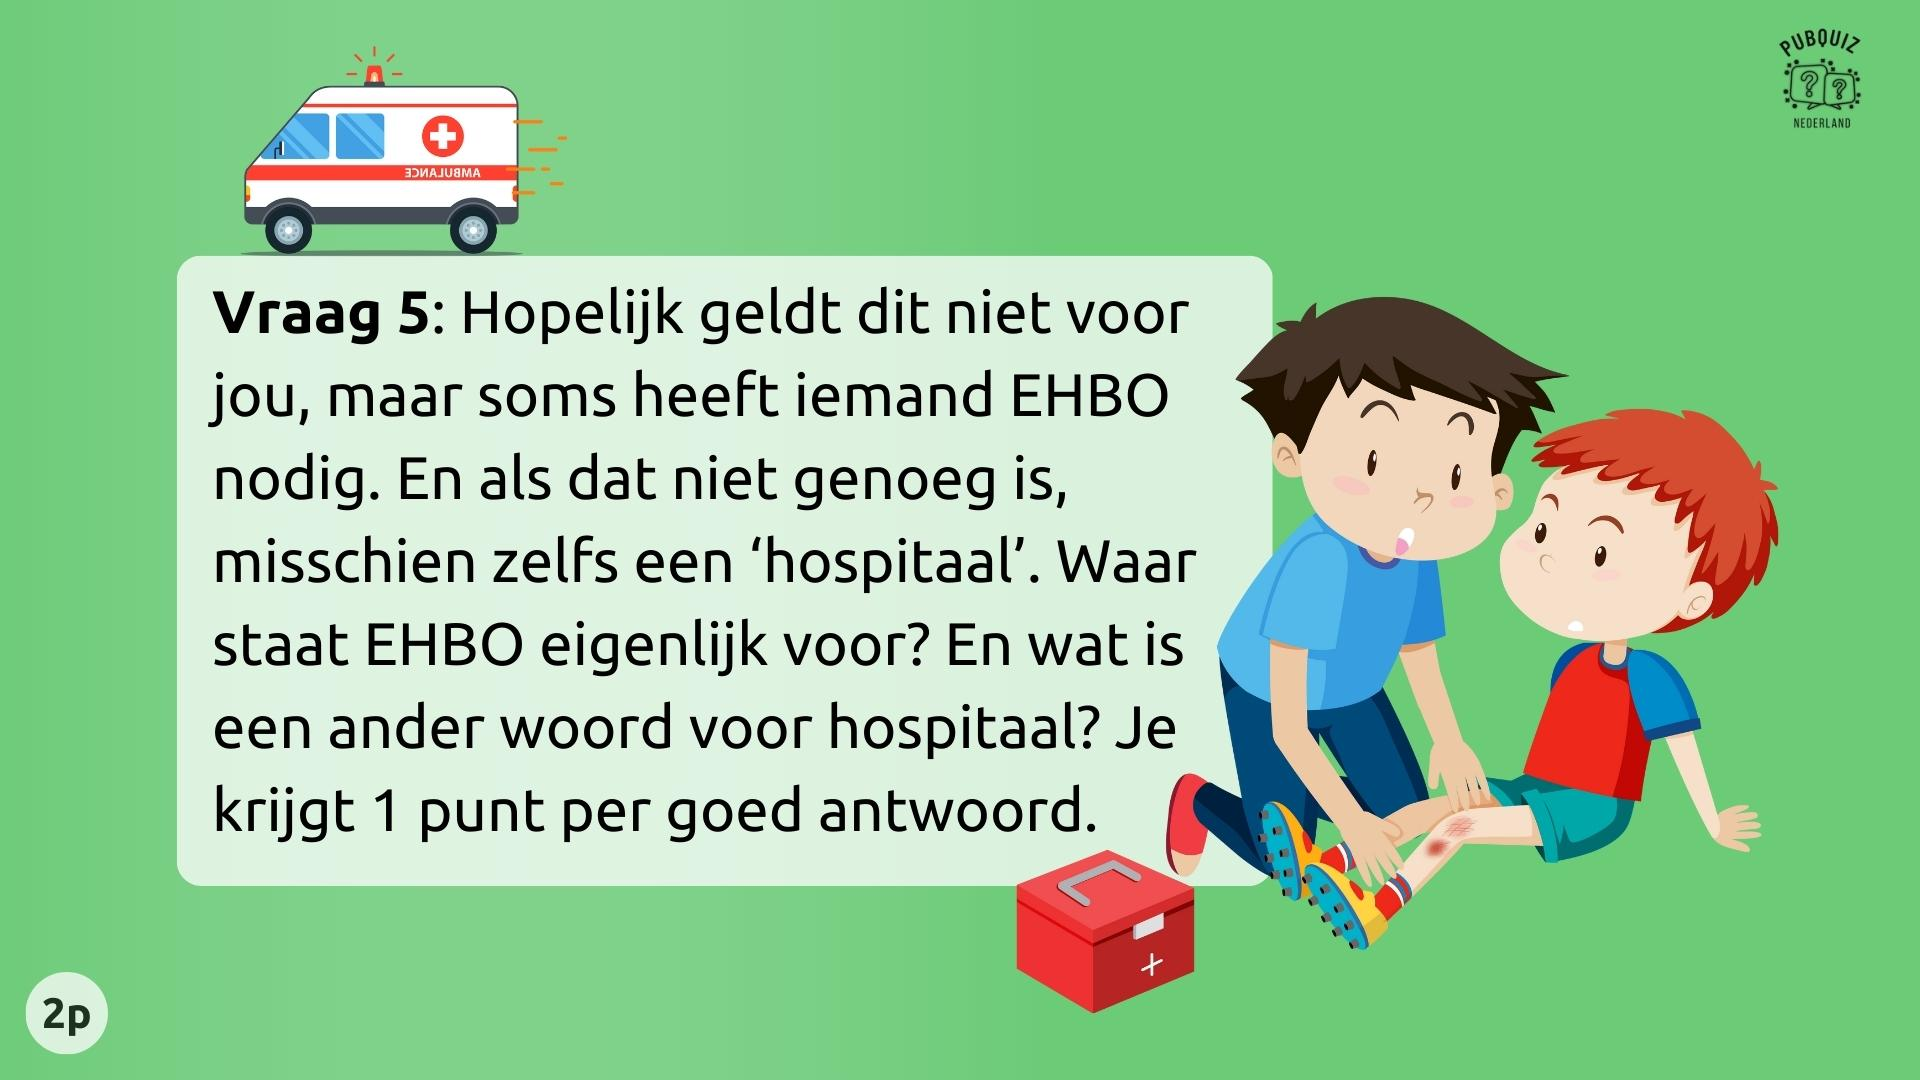 PUBQUIZ
? ?
NEDERLAND
AMBULANCE
Vraag 5: Hopelijk geldt dit niet voor
jou, maar soms heeft iemand EHBO
nodig. En als dat niet genoeg is,
misschien zelfs een ‘hospitaal’. Waar
staat EHBO eigenlijk voor? En wat is
een ander woord voor hospitaal? Je
krijgt 1 punt per goed antwoord.
2p